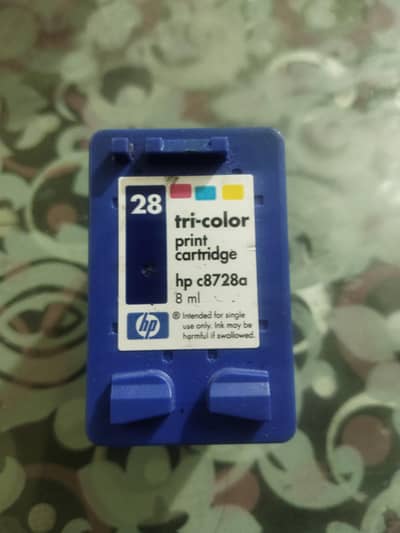 28
tri-color
print
cartridge
hp c8728a
8 ml
hp ® Intended for single
use only. Ink may be
harmful if swallowed.